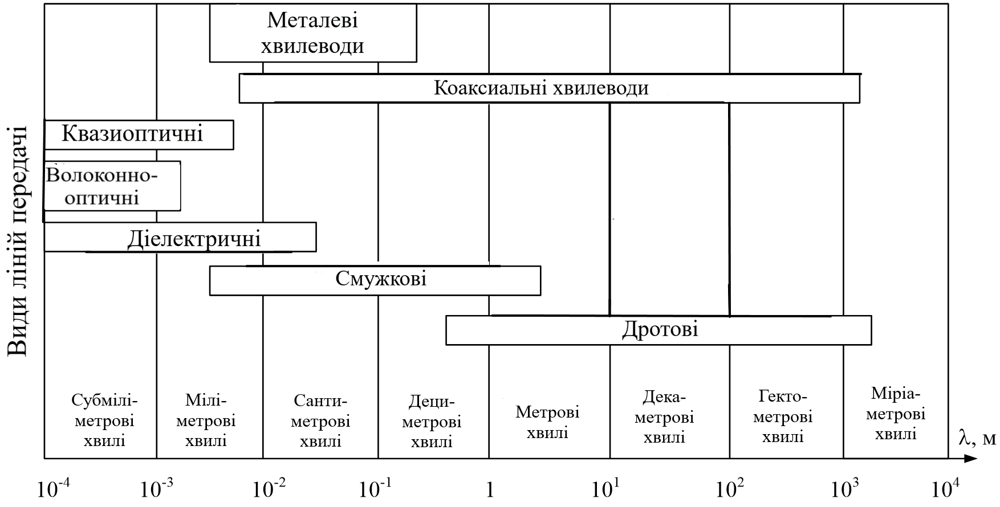 Металеві
хвилеводи
Коаксиальні хвилеводи
Квазиоптичні
Волоконно-
оптичні
Діелектричні
Смужкові
Дротові
Види ліній передачі
Субмілі-
метрові
хвилі
Мілі-
метрові
хвилі
Санти-
метрові
хвилі
Деци-
метрові
хвилі
Метрові
хвилі
Дека-
метрові
хвилі
Гекто-
метрові
хвилі
Міріа-
метрові
хвилі
λ, м
10⁻⁴ 10⁻³ 10⁻² 10⁻¹ 1 10¹ 10² 10³ 10⁴